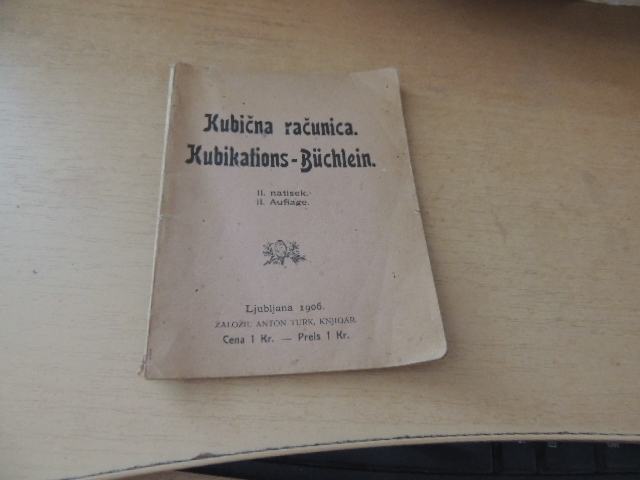 Kubična računica.
Kubikations-Büchlein.
II. natisek.
II. Auflage.
Ljubljana 1906.
ZALOŽIL ANTON TURK, KNJIGAR.
Cena 1 Kr. — Preis 1 Kr.